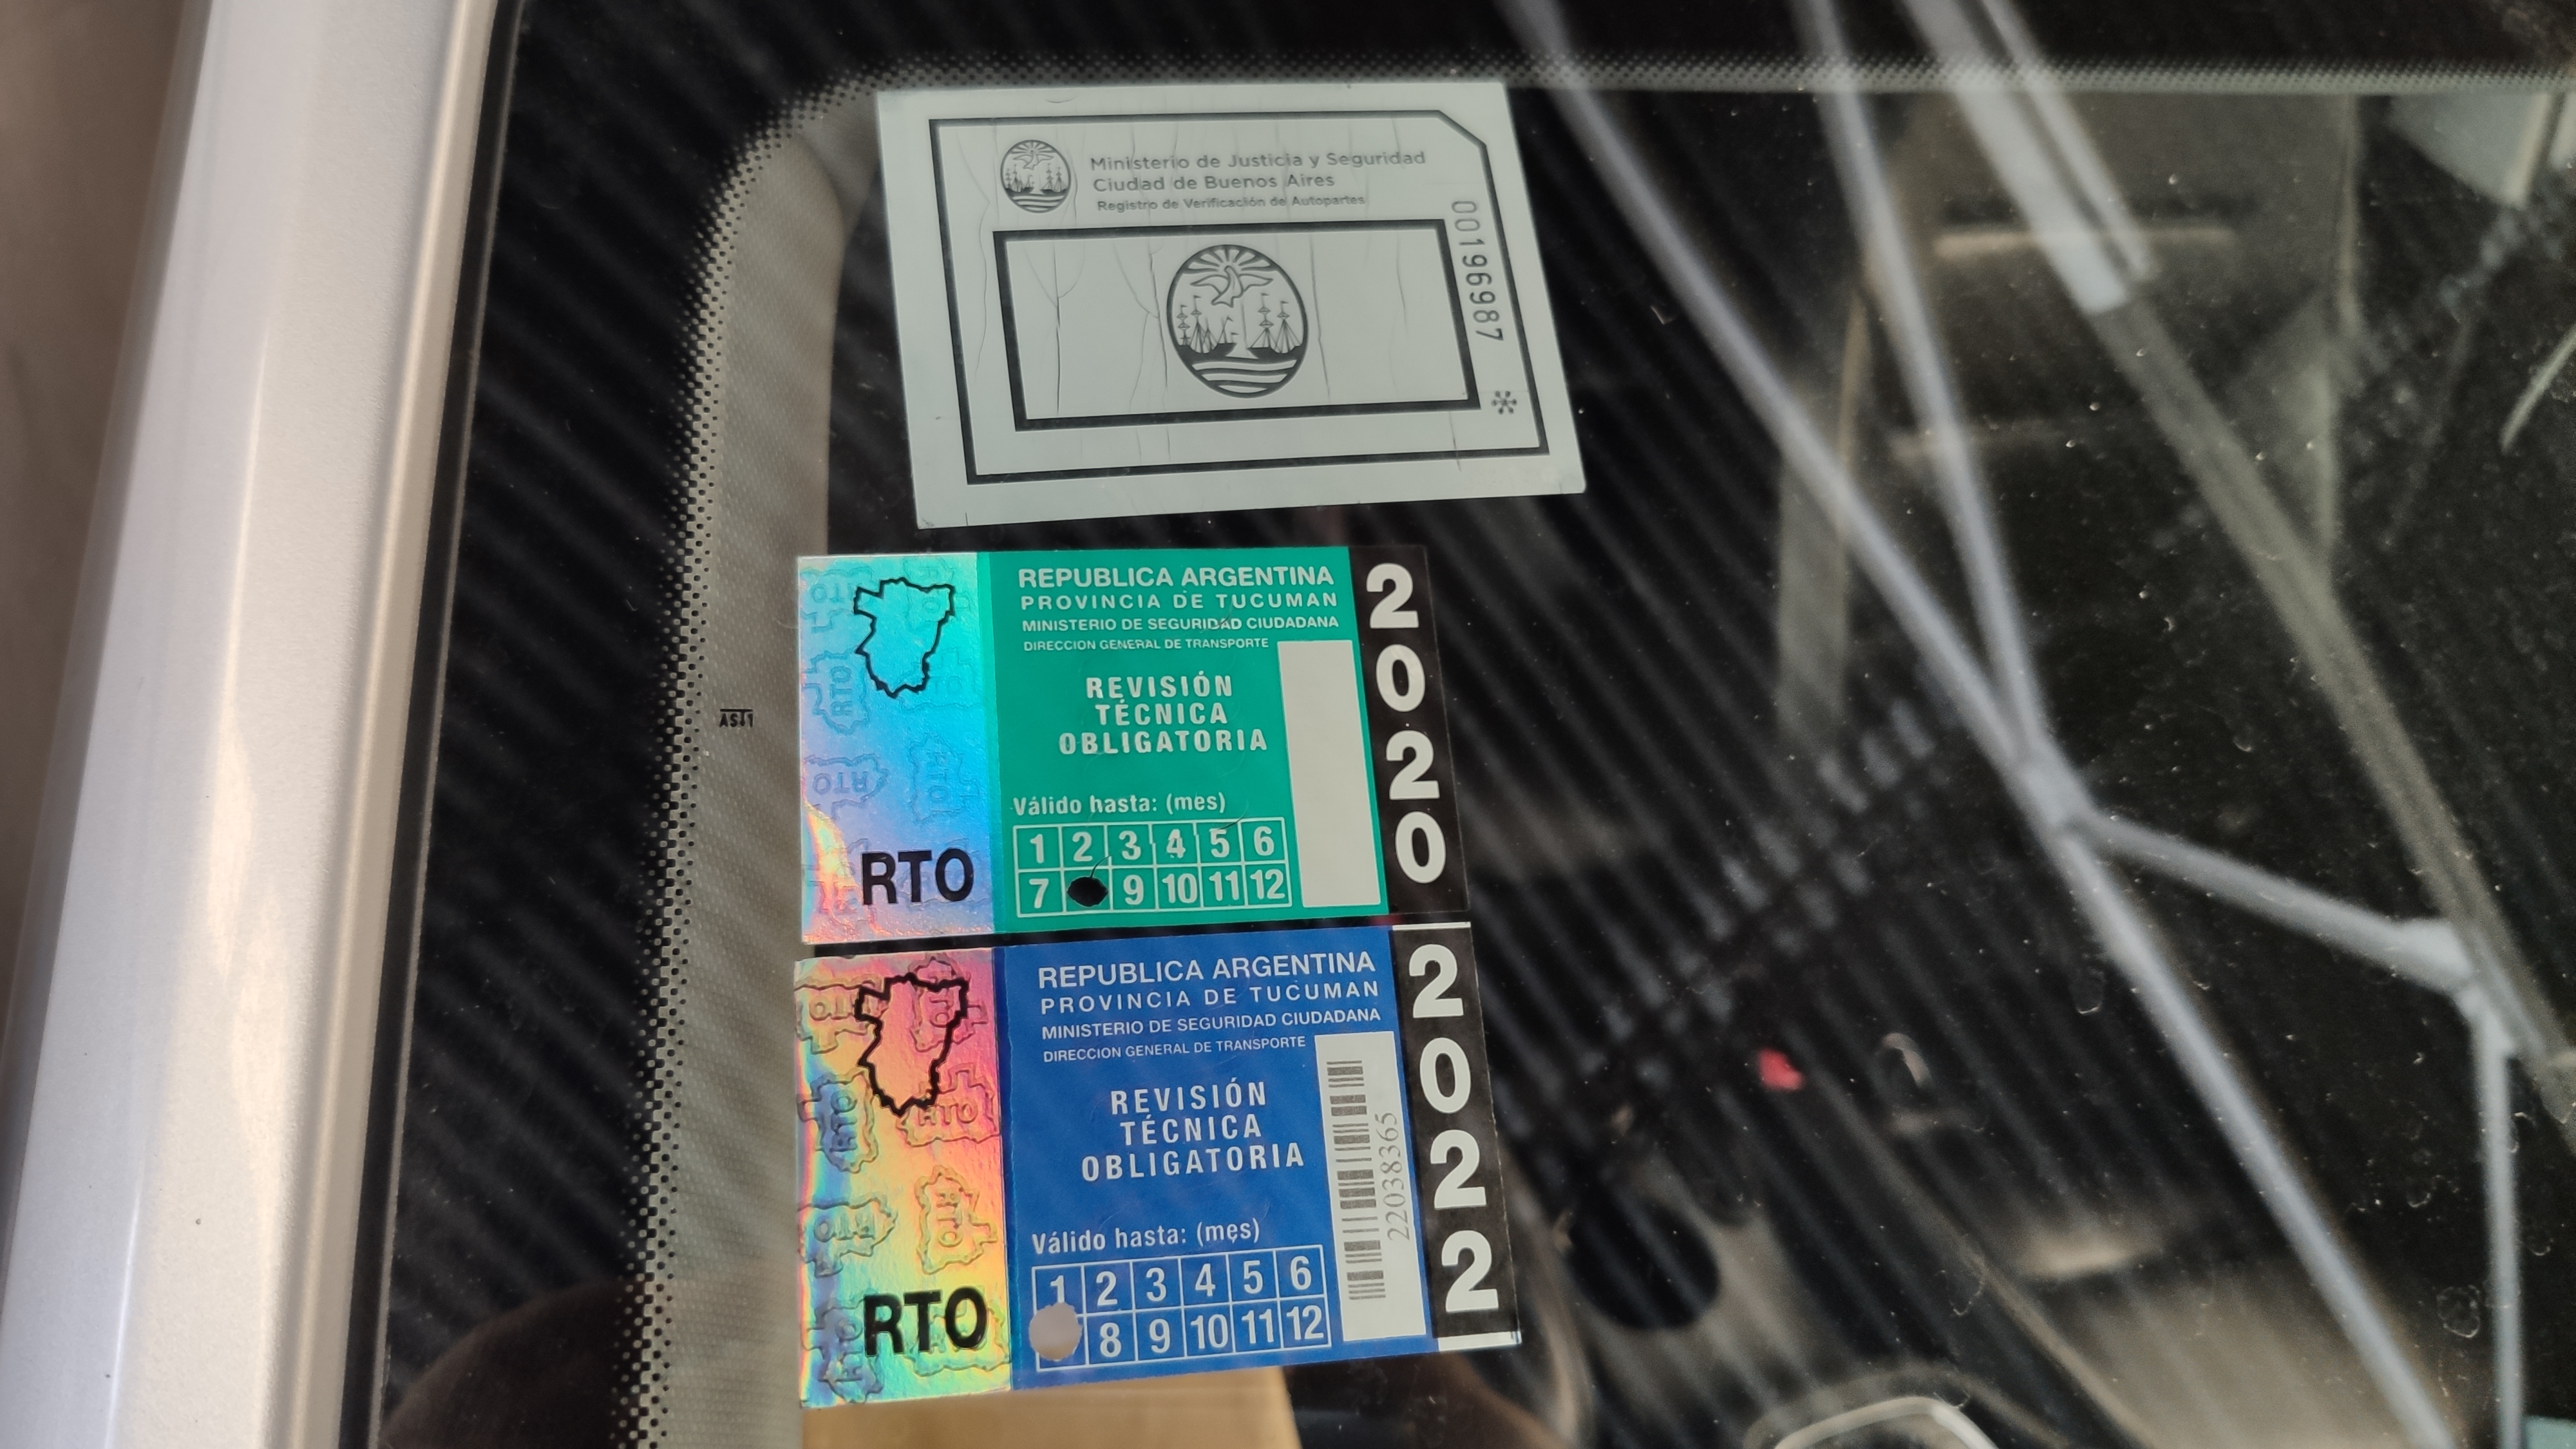 Ministerio de Justicia y Seguridad
Ciudad de Buenos Aires
Registro de Verificación de Autopartes
00196987 *
REPUBLICA ARGENTINA
PROVINCIA DE TUCUMAN
MINISTERIO DE SEGURIDAD CIUDADANA
DIRECCION GENERAL DE TRANSPORTE
REVISIÓN
TÉCNICA
OBLIGATORIA
Válido hasta: (mes)
1 2 3 4 5 6
7 9 10 11 12
RTO
2020
REPUBLICA ARGENTINA
PROVINCIA DE TUCUMAN
MINISTERIO DE SEGURIDAD CIUDADANA
DIRECCION GENERAL DE TRANSPORTE
REVISIÓN
TÉCNICA
OBLIGATORIA
Válido hasta: (mes)
1 2 3 4 5 6
8 9 10 11 12
RTO
22038365
2022